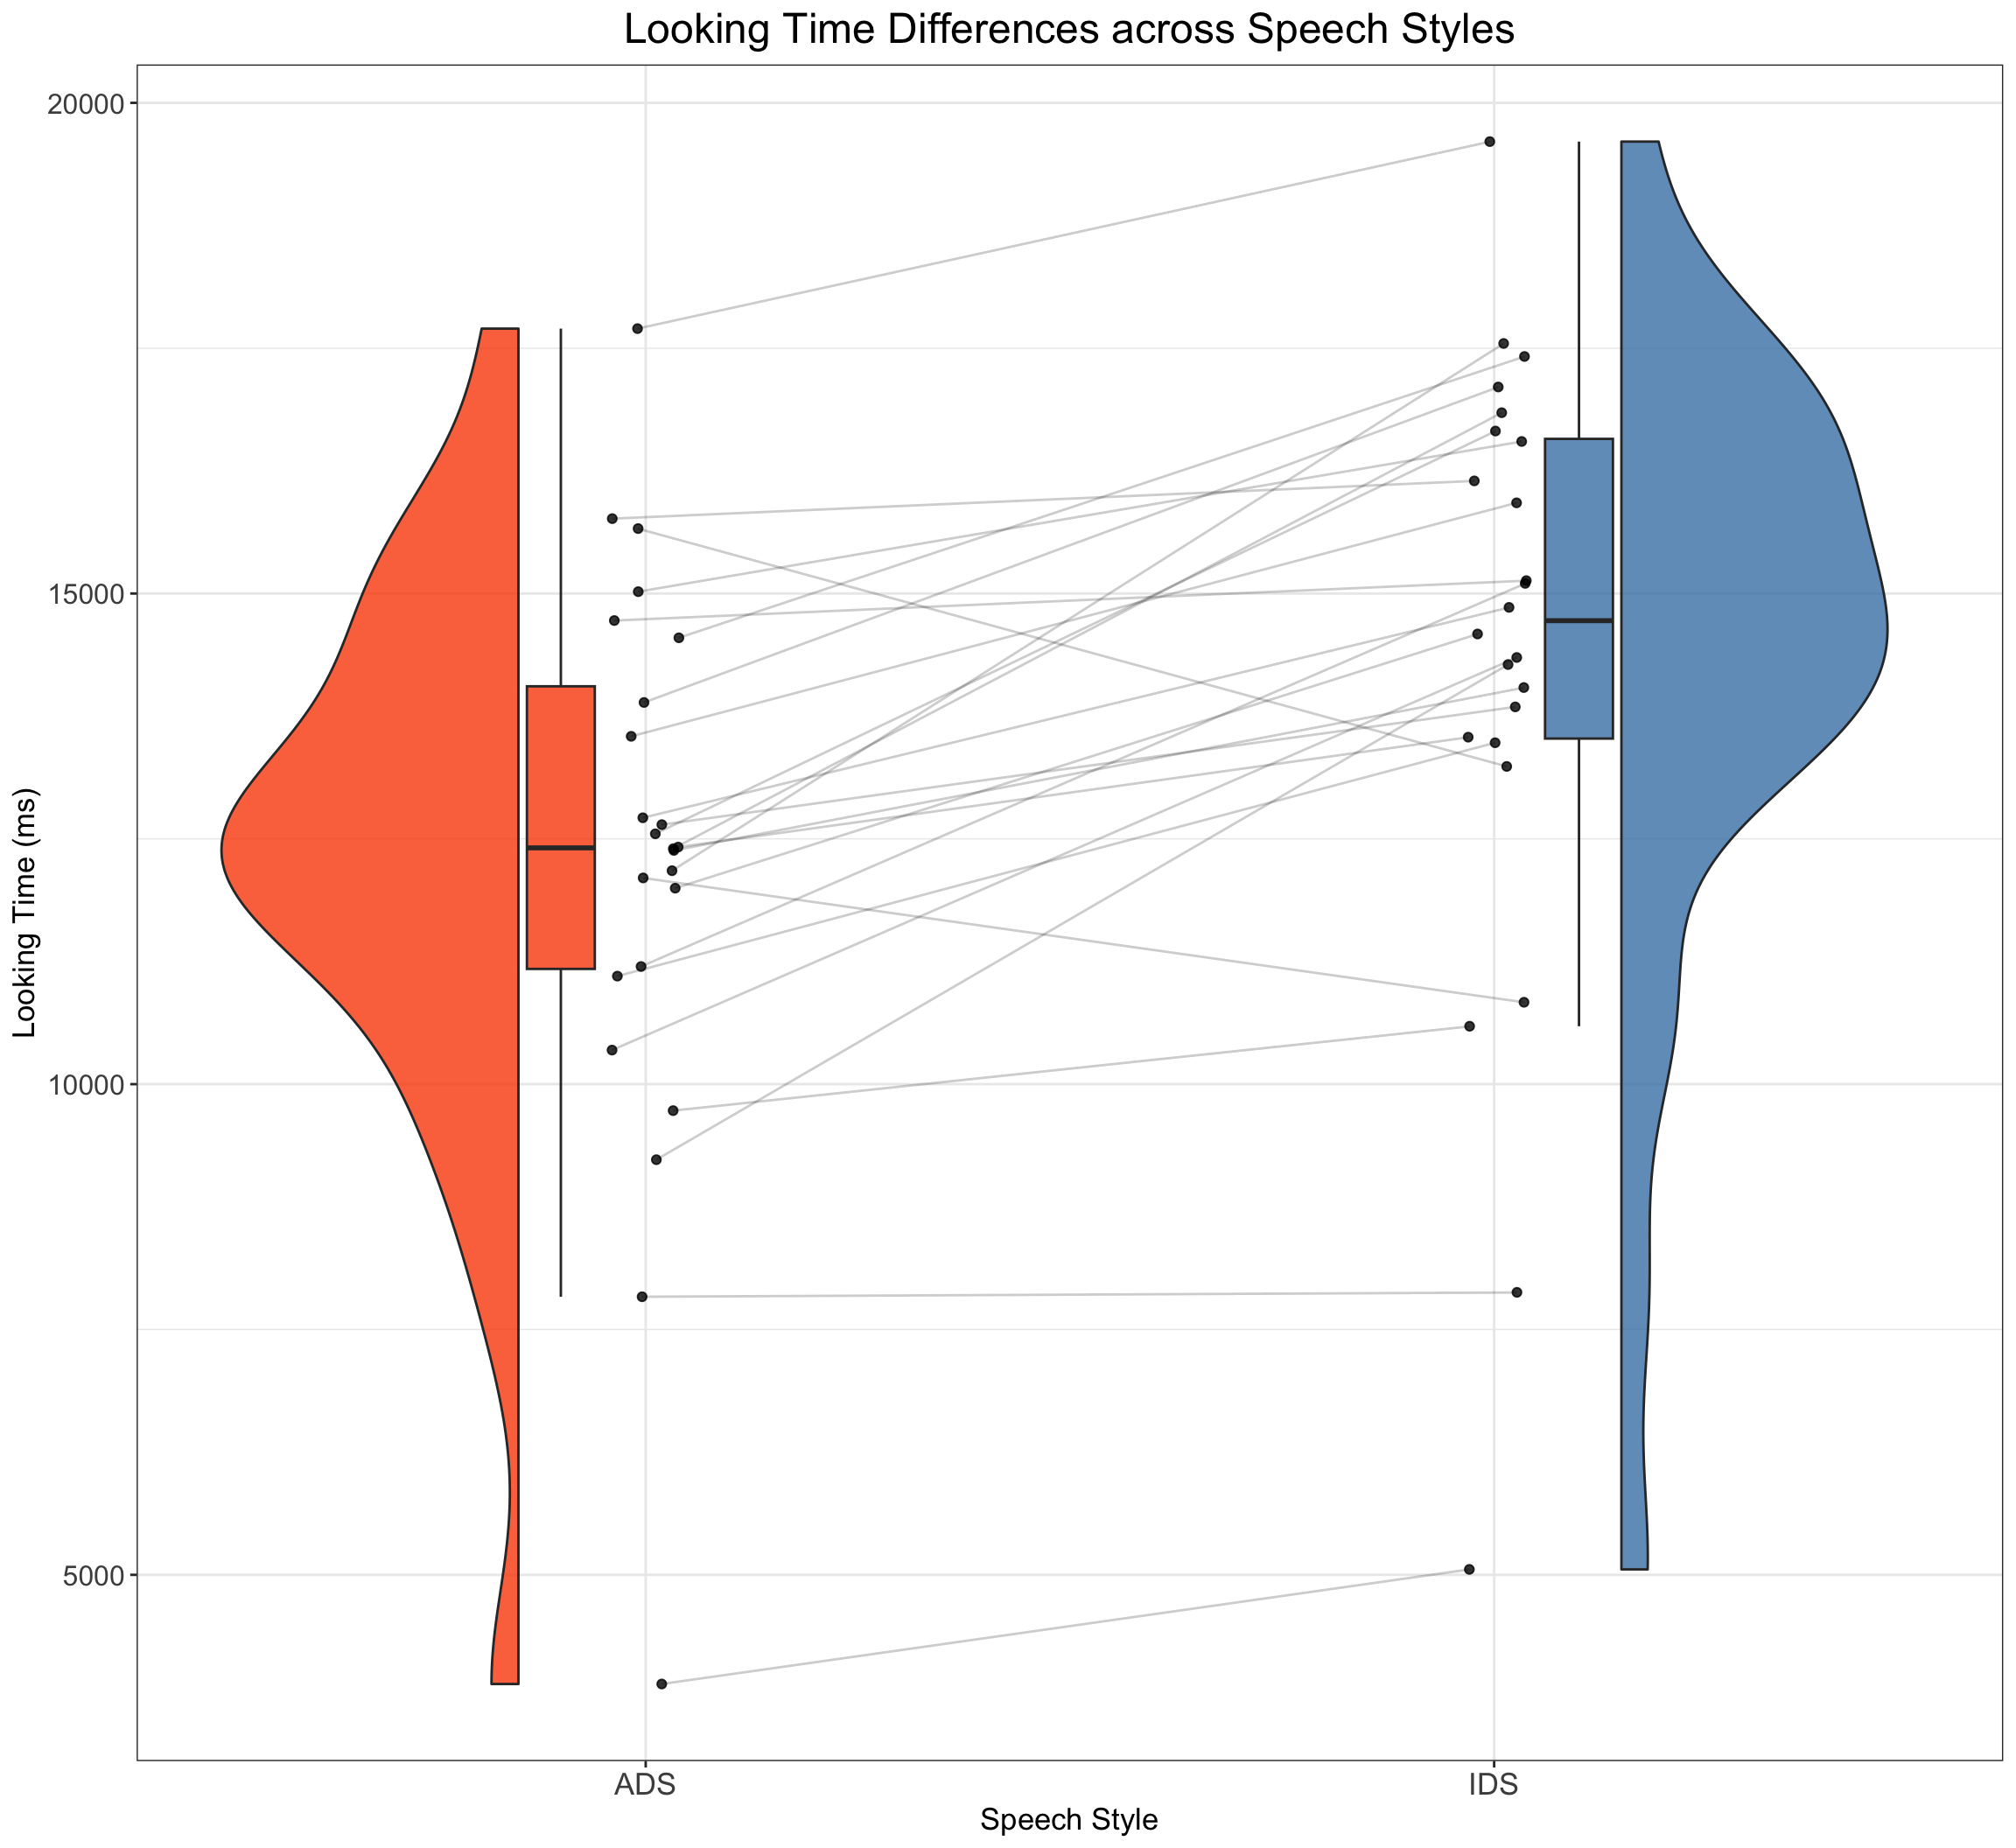 Looking Time Differences across Speech Styles
20000
15000
10000
5000
Looking Time (ms)
ADS
IDS
Speech Style